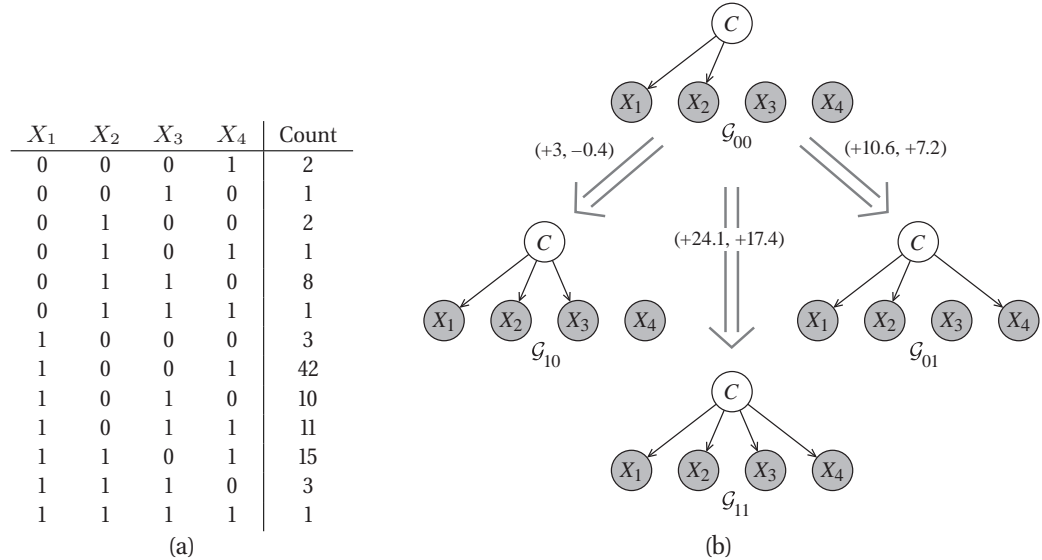 X₁ X₂ X₃ X₄ Count
0 0 0 1 2
0 0 1 0 1
0 1 0 0 2
0 1 0 1 1
0 1 1 0 8
0 1 1 1 1
1 0 0 0 3
1 0 0 1 42
1 0 1 0 10
1 0 1 1 11
1 1 0 1 15
1 1 1 0 3
1 1 1 1 1
(a)
C
X₁ X₂ X₃ X₄
𝒢₀₀
(+3, −0.4)
(+10.6, +7.2)
(+24.1, +17.4)
C
X₁ X₂ X₃ X₄
𝒢₁₀
C
X₁ X₂ X₃ X₄
𝒢₀₁
C
X₁ X₂ X₃ X₄
𝒢₁₁
(b)